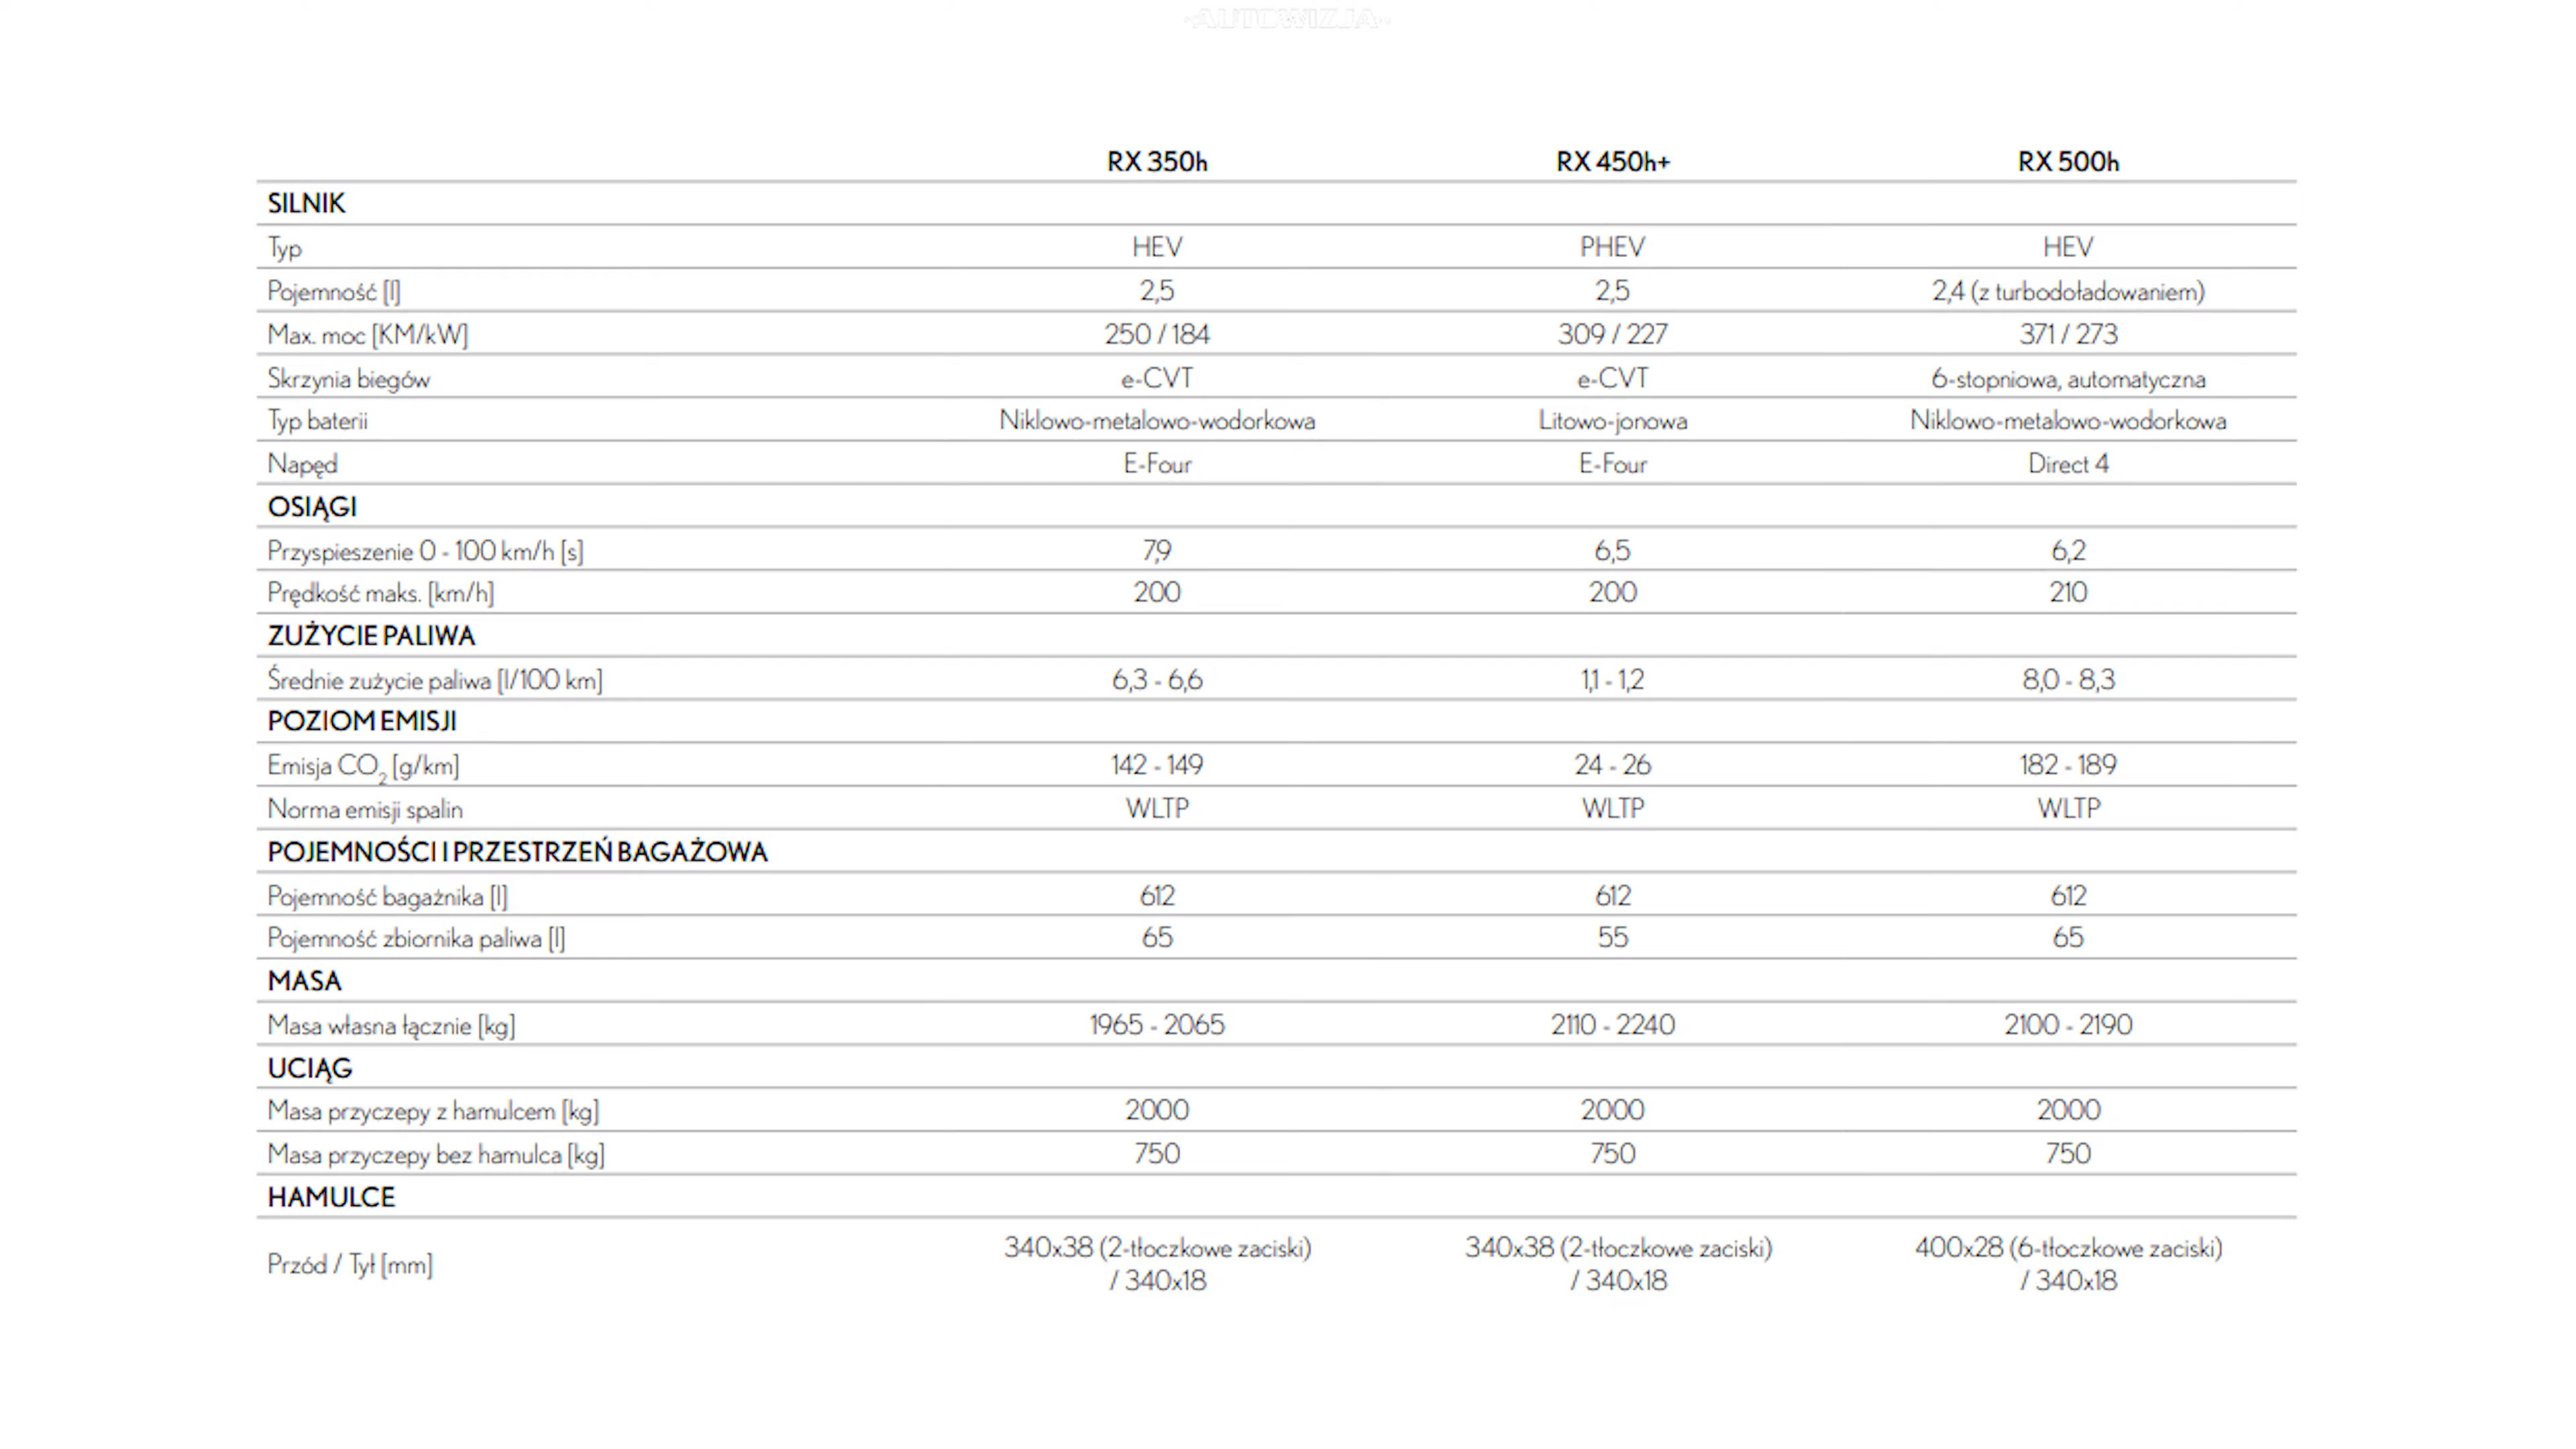 AUTOWIZJA
RX 350h RX 450h+ RX 500h
SILNIK
Typ HEV PHEV HEV
Pojemność [l] 2,5 2,5 2,4 (z turbodoładowaniem)
Max. moc [KM/kW] 250 / 184 309 / 227 371 / 273
Skrzynia biegów e-CVT e-CVT 6-stopniowa, automatyczna
Typ baterii Niklowo-metalowo-wodorkowa Litowo-jonowa Niklowo-metalowo-wodorkowa
Napęd E-Four E-Four Direct 4
OSIĄGI
Przyspieszenie 0 - 100 km/h [s] 7,9 6,5 6,2
Prędkość maks. [km/h] 200 200 210
ZUŻYCIE PALIWA
Średnie zużycie paliwa [l/100 km] 6,3 - 6,6 1,1 - 1,2 8,0 - 8,3
POZIOM EMISJI
Emisja CO₂ [g/km] 142 - 149 24 - 26 182 - 189
Norma emisji spalin WLTP WLTP WLTP
POJEMNOŚCI I PRZESTRZEŃ BAGAŻOWA
Pojemność bagażnika [l] 612 612 612
Pojemność zbiornika paliwa [l] 65 55 65
MASA
Masa własna łącznie [kg] 1965 - 2065 2110 - 2240 2100 - 2190
UCIĄG
Masa przyczepy z hamulcem [kg] 2000 2000 2000
Masa przyczepy bez hamulca [kg] 750 750 750
HAMULCE
Przód / Tył [mm] 340x38 (2-tłoczkowe zaciski) 340x38 (2-tłoczkowe zaciski) 400x28 (6-tłoczkowe zaciski)
/ 340x18 / 340x18 / 340x18